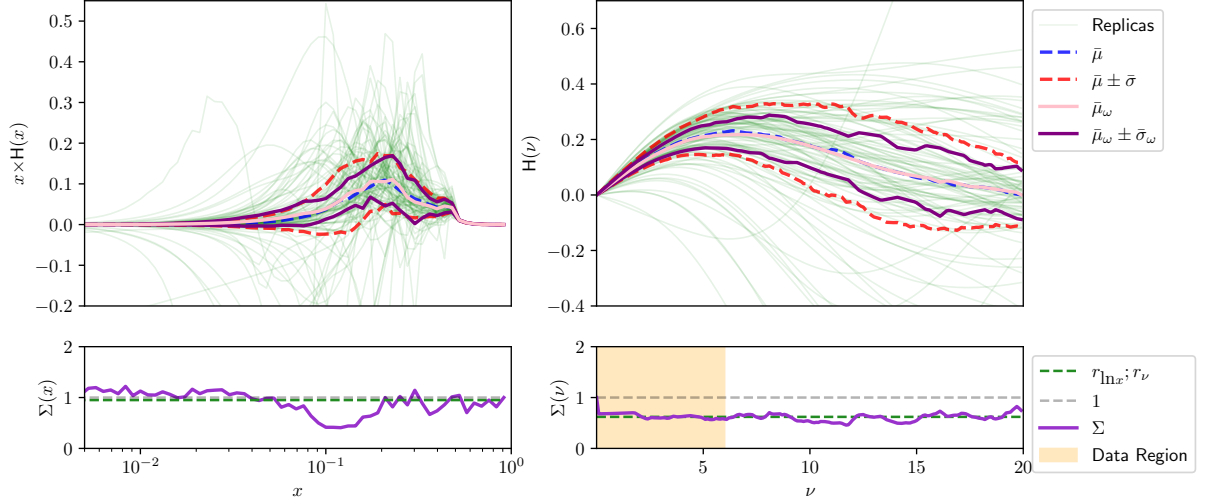 0.5
0.4
0.3
0.2
0.1
0.0
−0.1
−0.2
x×H(x)
0.6
0.4
0.2
0.0
−0.2
−0.4
H(ν)
Replicas
μ̄
μ̄ ± σ̄
μ̄_ω
μ̄_ω ± σ̄_ω
2
1
0
Σ(x)
10⁻²
10⁻¹
10⁰
x
2
1
0
Σ(ν)
5
10
15
20
ν
r_lnx; r_ν
1
Σ
Data Region